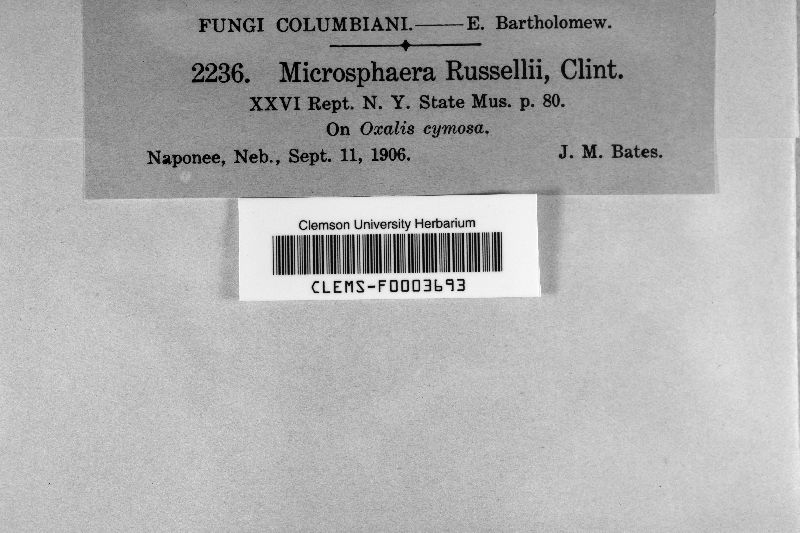 FUNGI COLUMBIANI.——E. Bartholomew.
2236. Microsphaera Russellii, Clint.
XXVI Rept. N. Y. State Mus. p. 80.
On Oxalis cymosa.
Naponee, Neb., Sept. 11, 1906. J. M. Bates.
Clemson University Herbarium
CLEMS-F0003693